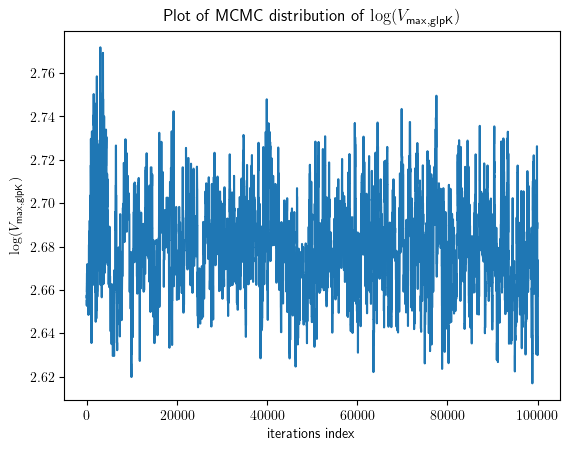 Plot of MCMC distribution of log(V_max,glpK)
log(V_max,glpK)
2.76
2.74
2.72
2.70
2.68
2.66
2.64
2.62
0 20000 40000 60000 80000 100000
iterations index